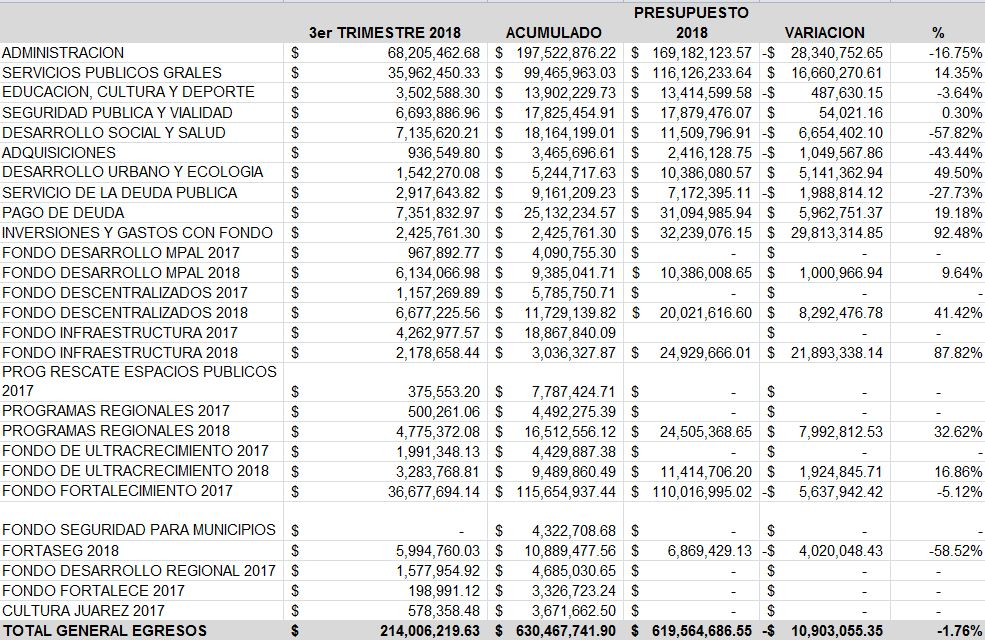 PRESUPUESTO
3er TRIMESTRE 2018 ACUMULADO 2018 VARIACION %
ADMINISTRACION $ 68,205,462.68 $ 197,522,876.22 $ 169,182,123.57 -$ 28,340,752.65 -16.75%
SERVICIOS PUBLICOS GRALES $ 35,962,450.33 $ 99,465,963.03 $ 116,126,233.64 $ 16,660,270.61 14.35%
EDUCACION, CULTURA Y DEPORTE $ 3,502,588.30 $ 13,902,229.73 $ 13,414,599.58 -$ 487,630.15 -3.64%
SEGURIDAD PUBLICA Y VIALIDAD $ 6,693,886.96 $ 17,825,454.91 $ 17,879,476.07 $ 54,021.16 0.30%
DESARROLLO SOCIAL Y SALUD $ 7,135,620.21 $ 18,164,199.01 $ 11,509,796.91 -$ 6,654,402.10 -57.82%
ADQUISICIONES $ 936,549.80 $ 3,465,696.61 $ 2,416,128.75 -$ 1,049,567.86 -43.44%
DESARROLLO URBANO Y ECOLOGIA $ 1,542,270.08 $ 5,244,717.63 $ 10,386,080.57 $ 5,141,362.94 49.50%
SERVICIO DE LA DEUDA PUBLICA $ 2,917,643.82 $ 9,161,209.23 $ 7,172,395.11 -$ 1,988,814.12 -27.73%
PAGO DE DEUDA $ 7,351,832.97 $ 25,132,234.57 $ 31,094,985.94 $ 5,962,751.37 19.18%
INVERSIONES Y GASTOS CON FONDO $ 2,425,761.30 $ 2,425,761.30 $ 32,239,076.15 $ 29,813,314.85 92.48%
FONDO DESARROLLO MPAL 2017 $ 967,892.77 $ 4,090,755.30 $ - $ - -
FONDO DESARROLLO MPAL 2018 $ 6,134,066.98 $ 9,385,041.71 $ 10,386,008.65 $ 1,000,966.94 9.64%
FONDO DESCENTRALIZADOS 2017 $ 1,157,269.89 $ 5,785,750.71 $ - $ - -
FONDO DESCENTRALIZADOS 2018 $ 6,677,225.56 $ 11,729,139.82 $ 20,021,616.60 $ 8,292,476.78 41.42%
FONDO INFRAESTRUCTURA 2017 $ 4,262,977.57 $ 18,867,840.09 $ - -
FONDO INFRAESTRUCTURA 2018 $ 2,178,658.44 $ 3,036,327.87 $ 24,929,666.01 $ 21,893,338.14 87.82%
PROG RESCATE ESPACIOS PUBLICOS
2017 $ 375,553.20 $ 7,787,424.71 $ - $ - -
PROGRAMAS REGIONALES 2017 $ 500,261.06 $ 4,492,275.39 $ - $ - -
PROGRAMAS REGIONALES 2018 $ 4,775,372.08 $ 16,512,556.12 $ 24,505,368.65 $ 7,992,812.53 32.62%
FONDO DE ULTRACRECIMIENTO 2017 $ 1,991,348.13 $ 4,429,887.38 $ - $ - -
FONDO DE ULTRACRECIMIENTO 2018 $ 3,283,768.81 $ 9,489,860.49 $ 11,414,706.20 $ 1,924,845.71 16.86%
FONDO FORTALECIMIENTO 2017 $ 36,677,694.14 $ 115,654,937.44 $ 110,016,995.02 -$ 5,637,942.42 -5.12%
FONDO SEGURIDAD PARA MUNICIPIOS $ - $ 4,322,708.68 $ - $ - -
FORTASEG 2018 $ 5,994,760.03 $ 10,889,477.56 $ 6,869,429.13 -$ 4,020,048.43 -58.52%
FONDO DESARROLLO REGIONAL 2017 $ 1,577,954.92 $ 4,685,030.65 $ - $ - -
FONDO FORTALECE 2017 $ 198,991.12 $ 3,326,723.24 $ - $ - -
CULTURA JUAREZ 2017 $ 578,358.48 $ 3,671,662.50 $ - $ - -
TOTAL GENERAL EGRESOS $ 214,006,219.63 $ 630,467,741.90 $ 619,564,686.55 -$ 10,903,055.35 -1.76%